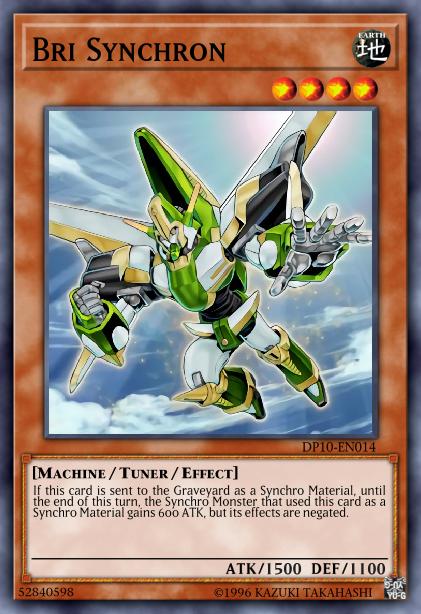 Bri Synchron
EARTH
地
DP10-EN014
[Machine / Tuner / Effect]
If this card is sent to the Graveyard as a Synchro Material, until
the end of this turn, the Synchro Monster that used this card as a
Synchro Material gains 600 ATK, but its effects are negated.
ATK/1500 DEF/1100
52840598
©1996 KAZUKI TAKAHASHI